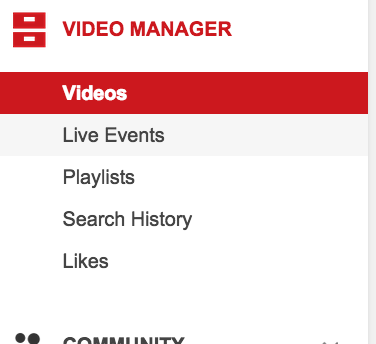 VIDEO MANAGER
Videos
Live Events
Playlists
Search History
Likes
COMMUNITY